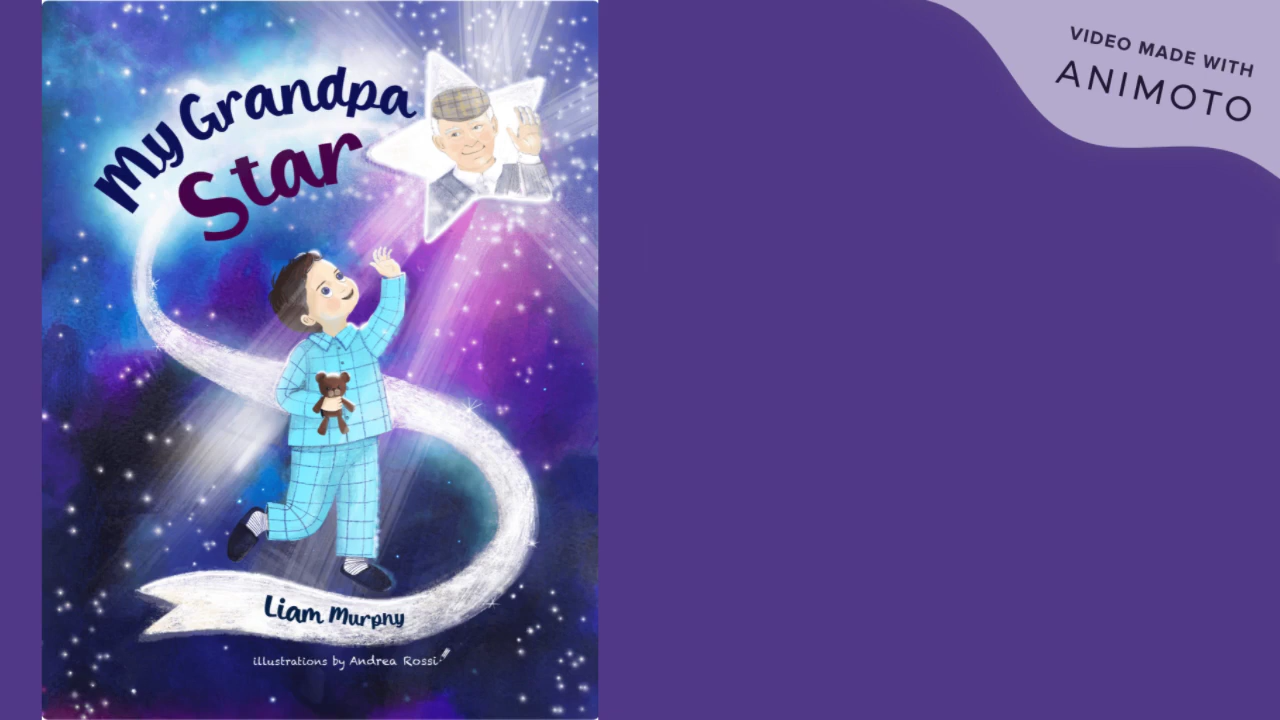 My Grandpa
Star
Liam Murphy
illustrations by Andrea Rossi
VIDEO MADE WITH
ANIMOTO